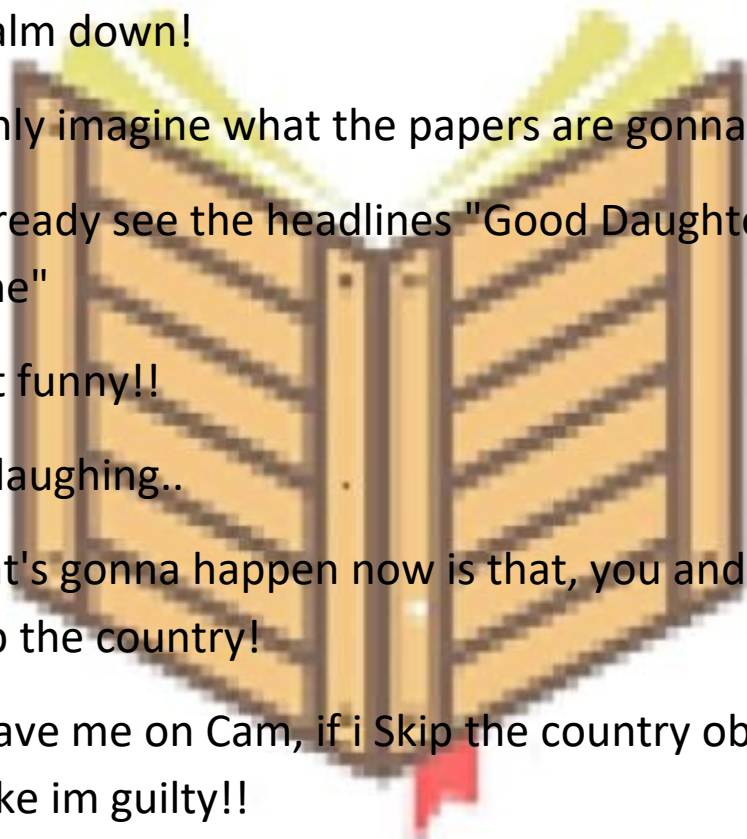 alm down!
nly imagine what the papers are gonna
ready see the headlines "Good Daughte
ne"
t funny!!
laughing..
at's gonna happen now is that, you and
p the country!
ave me on Cam, if i Skip the country ob
ke im guilty!!